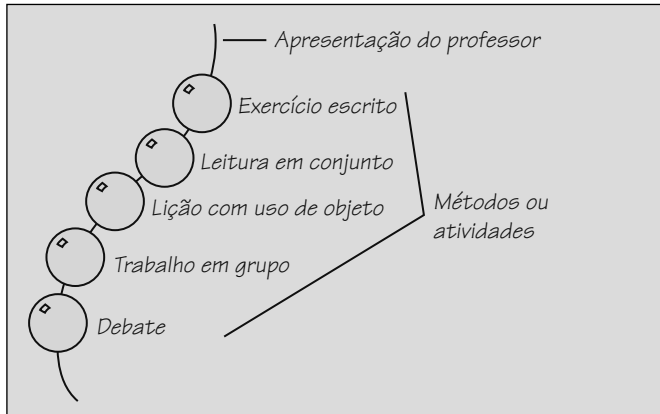 Apresentação do professor
Exercício escrito
Leitura em conjunto
Lição com uso de objeto
Métodos ou
atividades
Trabalho em grupo
Debate